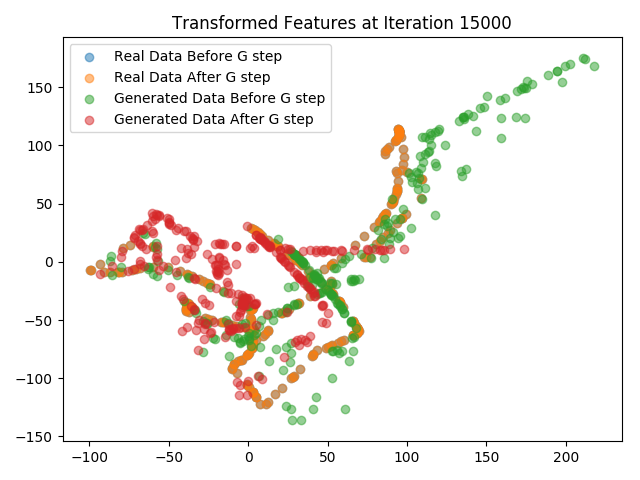 Transformed Features at Iteration 15000
Real Data Before G step
Real Data After G step
Generated Data Before G step
Generated Data After G step
150
100
50
0
−50
−100
−150
−100 −50 0 50 100 150 200